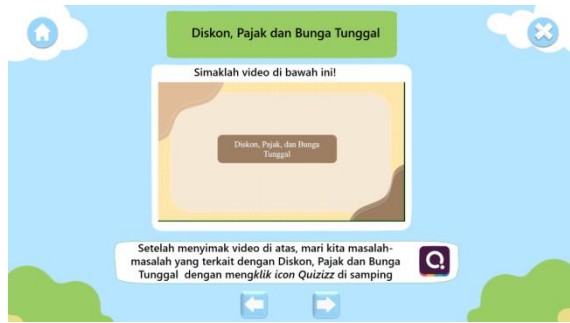 Diskon, Pajak dan Bunga Tunggal
Simaklah video di bawah ini!
Diskon, Pajak, dan Bunga
Tunggal
Setelah menyimak video di atas, mari kita masalah-
masalah yang terkait dengan Diskon, Pajak dan Bunga
Tunggal dengan mengklik icon Quizizz di samping